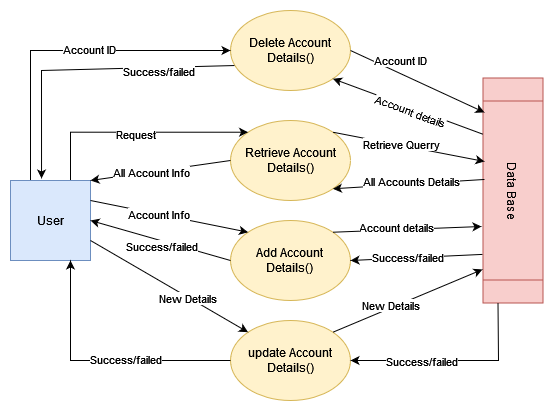 Delete Account
Details()
Account ID
Success/failed
Account ID
Account details
Request
Retrieve Account
Details()
Retrieve Querry
All Account Info
All Accounts Details
User
Data Base
Account Info
Success/failed
Add Account
Details()
Account details
Success/failed
New Details
New Details
update Account
Details()
Success/failed
Success/failed